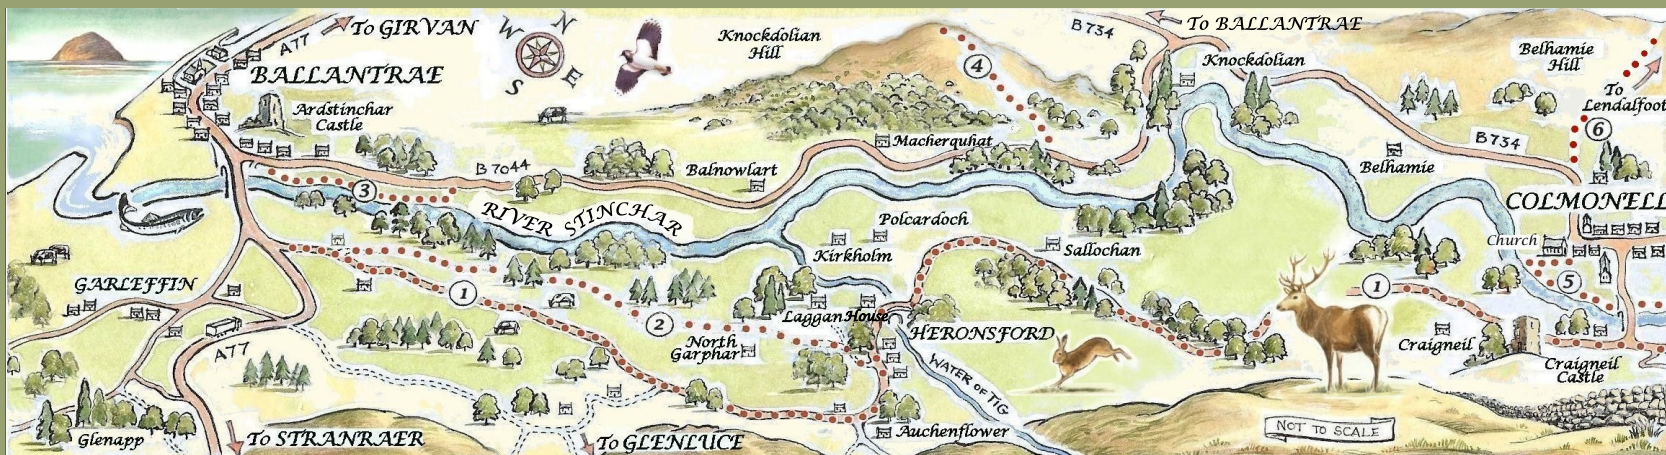 To GIRVAN
A77
BALLANTRAE
Ardstinchar
Castle
N
W
E
S
Knockdolian
Hill
4
B 734
To BALLANTRAE
Knockdolian
Belhamie
Hill
To
Lendalfoot
6
B 734
Belhamie
COLMONELL
Macherquhat
B 7044
Balnowlart
3
RIVER STINCHAR
Polcardoch
Kirkholm
Sallochan
Church
5
GARLEFFIN
1
2
Laggan House
HERONSFORD
North
Garphar
WATER OF TIG
1
Craigneil
Craigneil
Castle
A77
Glenapp
To STRANRAER
To GLENLUCE
Auchenflower
NOT TO SCALE